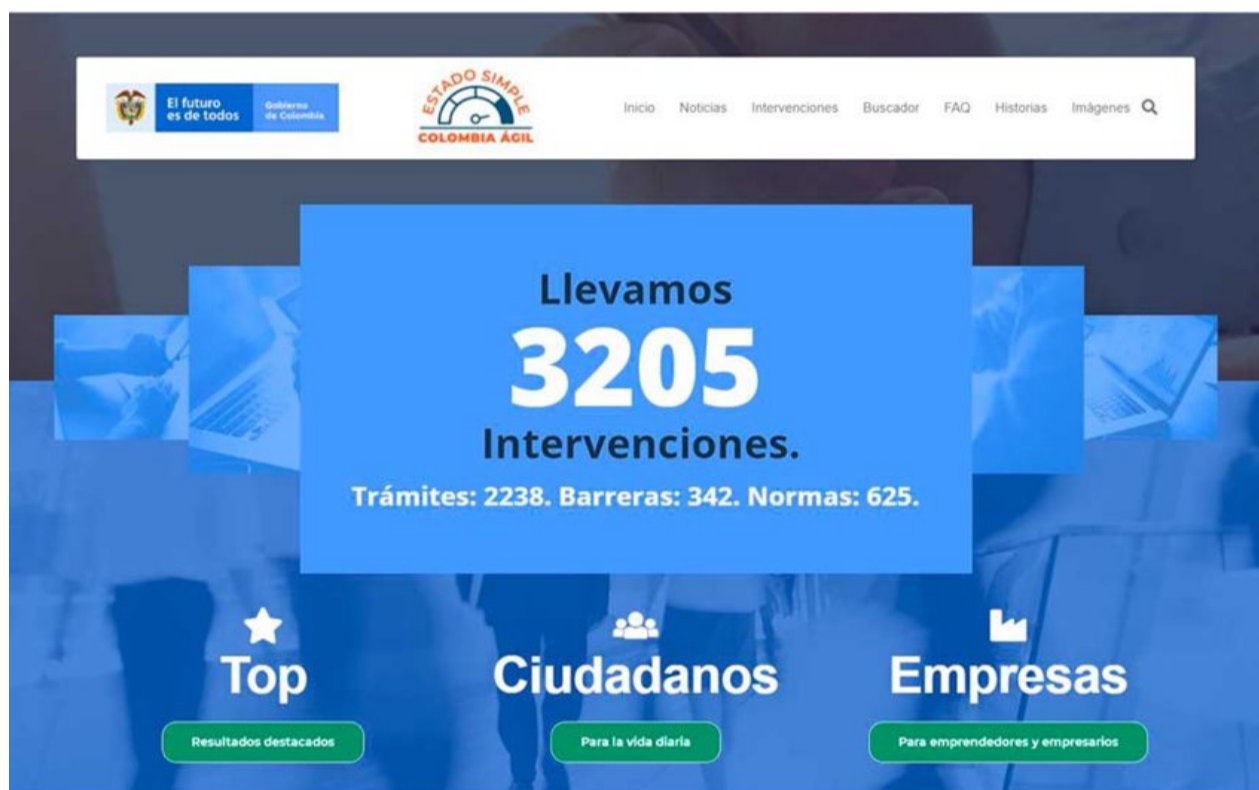 El futuro
es de todos
Gobierno
de Colombia
ESTADO SIMPLE
COLOMBIA ÁGIL
Inicio Noticias Intervenciones Buscador FAQ Historias Imágenes
Llevamos
3205
Intervenciones.
Trámites: 2238. Barreras: 342. Normas: 625.
Top
Ciudadanos
Empresas
Resultados destacados
Para la vida diaria
Para emprendedores y empresarios